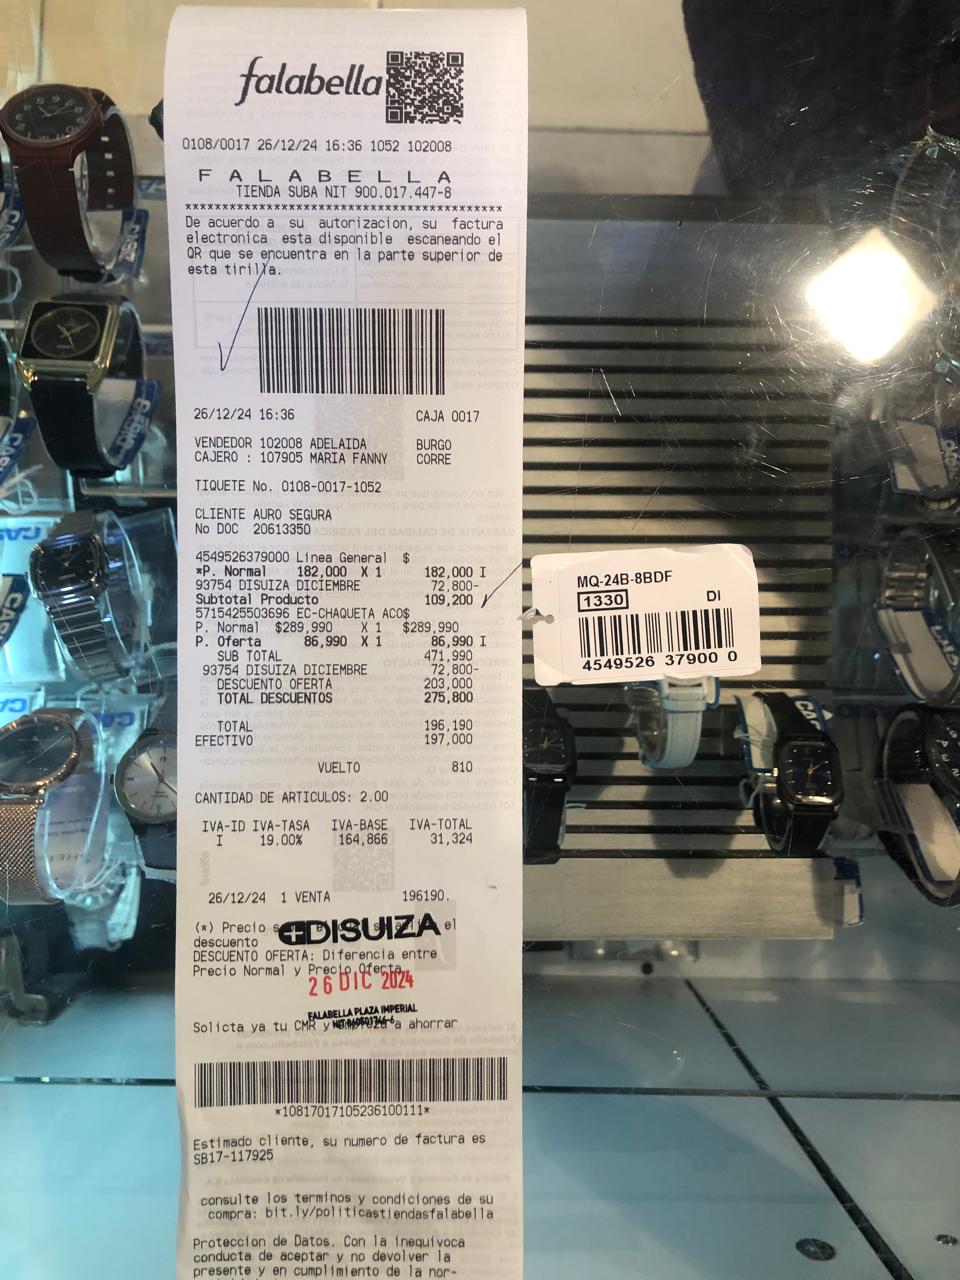 falabella
0108/0017 26/12/24 16:36 1052 102008
F A L A B E L L A
TIENDA SUBA NIT 900.017.447-8
******************************************
De acuerdo a su autorizacion, su factura
electronica esta disponible escaneando el
QR que se encuentra en la parte superior de
esta tirilla.
26/12/24 16:36 CAJA 0017
VENDEDOR 102008 ADELAIDA BURGO
CAJERO : 107905 MARIA FANNY CORRE
TIQUETE No. 0108-0017-1052
CLIENTE AURO SEGURA
No DOC 20613350
4549526379000 Linea General $
*P. Normal 182,000 X 1 182,000 I
93754 DISUIZA DICIEMBRE 72,800-
Subtotal Producto 109,200
5715425503696 EC-CHAQUETA ACO$
P. Normal $289,990 X 1 $289,990
P. Oferta 86,990 X 1 86,990 I
SUB TOTAL 471,990
93754 DISUIZA DICIEMBRE 72,800-
DESCUENTO OFERTA 203,000
TOTAL DESCUENTOS 275,800
TOTAL 196,190
EFECTIVO 197,000
VUELTO 810
CANTIDAD DE ARTICULOS: 2.00
IVA-ID IVA-TASA IVA-BASE IVA-TOTAL
I 19.00% 164,866 31,324
26/12/24 1 VENTA 196190.
(*) Precio el
DISUIZA
descuento
DESCUENTO OFERTA: Diferencia entre
Precio Normal y Precio Oferta
26 DIC 2024
FALABELLA PLAZA IMPERIAL
Solicta ya tu CMR y a ahorrar
*10817017105236100111*
Estimado cliente, su numero de factura es
SB17-117925
consulte los terminos y condiciones de su
compra: bit.ly/politicastiendasfalabella
Proteccion de Datos. Con la inequivoca
conducta de aceptar y no devolver la
presente y en cumplimiento de la nor-
MQ-24B-8BDF
1330 DI
4549526 37900 0
CASIO